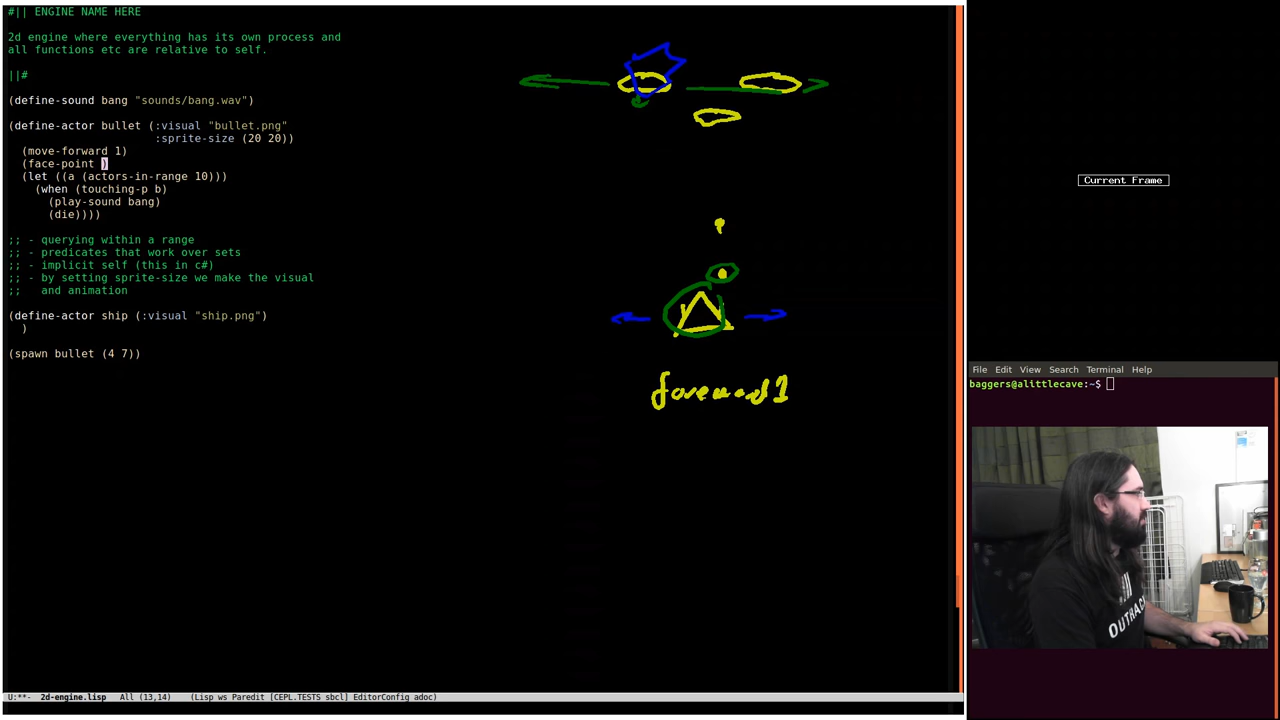 #|| ENGINE NAME HERE
2d engine where everything has its own process and
all functions etc are relative to self.
||#
(define-sound bang "sounds/bang.wav")
(define-actor bullet (:visual "bullet.png"
:sprite-size (20 20))
(move-forward 1)
(face-point )
(let ((a (actors-in-range 10)))
(when (touching-p b)
(play-sound bang)
(die))))
;; - querying within a range
;; - predicates that work over sets
;; - implicit self (this in c#)
;; - by setting sprite-size we make the visual
;;   and animation
(define-actor ship (:visual "ship.png")
)
(spawn bullet (4 7))
foreward 1
U:**-  2d-engine.lisp   All (13,14)    (Lisp ws Paredit [CEPL.TESTS sbcl] EditorConfig adoc)
Current Frame
File Edit View Search Terminal Help
baggers@alittlecave:~$
OUTRAC